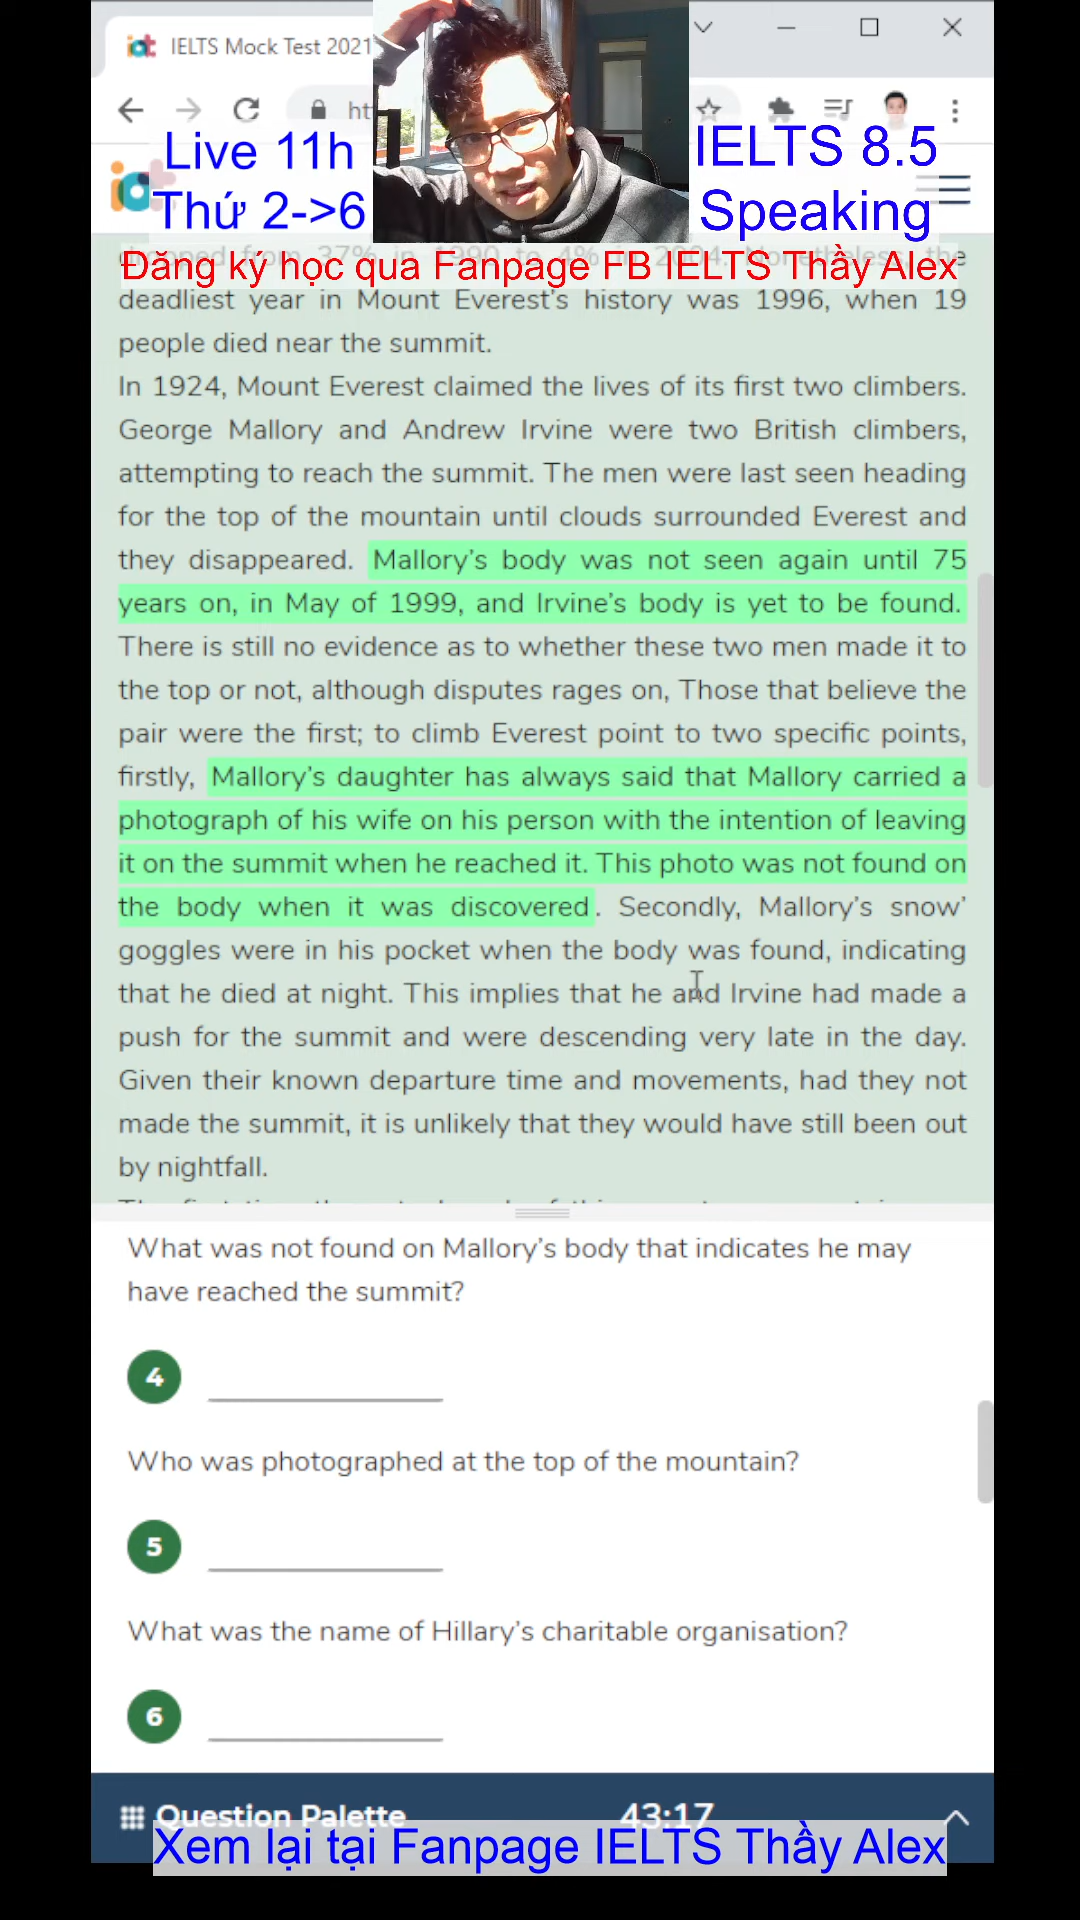 IELTS Mock Test 2021
Live 11h
IELTS 8.5
Thứ 2->6
Speaking
dropped from 37% in 1990 to 4% in 2004. Nonetheless, the
Đăng ký học qua Fanpage FB IELTS Thầy Alex
deadliest year in Mount Everest's history was 1996, when 19
people died near the summit.
In 1924, Mount Everest claimed the lives of its first two climbers.
George Mallory and Andrew Irvine were two British climbers,
attempting to reach the summit. The men were last seen heading
for the top of the mountain until clouds surrounded Everest and
they disappeared. Mallory's body was not seen again until 75
years on, in May of 1999, and Irvine's body is yet to be found.
There is still no evidence as to whether these two men made it to
the top or not, although disputes rages on, Those that believe the
pair were the first; to climb Everest point to two specific points,
firstly, Mallory's daughter has always said that Mallory carried a
photograph of his wife on his person with the intention of leaving
it on the summit when he reached it. This photo was not found on
the body when it was discovered. Secondly, Mallory's snow'
goggles were in his pocket when the body was found, indicating
that he died at night. This implies that he and Irvine had made a
push for the summit and were descending very late in the day.
Given their known departure time and movements, had they not
made the summit, it is unlikely that they would have still been out
by nightfall.
What was not found on Mallory's body that indicates he may
have reached the summit?
4
Who was photographed at the top of the mountain?
5
What was the name of Hillary's charitable organisation?
6
Question Palette 43:17
Xem lại tại Fanpage IELTS Thầy Alex